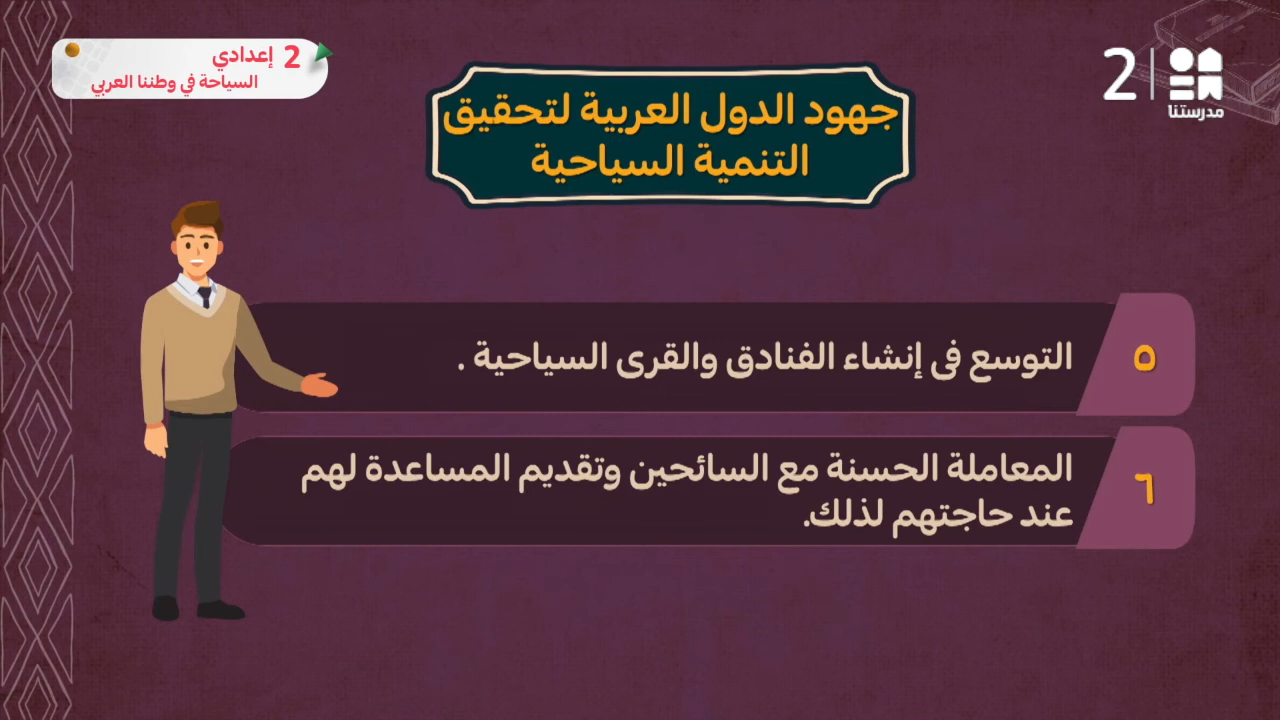 2 إعدادي
السياحة في وطننا العربي
2
مدرستنا
جهود الدول العربية لتحقيق
التنمية السياحية
٥
التوسع فى إنشاء الفنادق والقرى السياحية .
٦
المعاملة الحسنة مع السائحين وتقديم المساعدة لهم
عند حاجتهم لذلك.